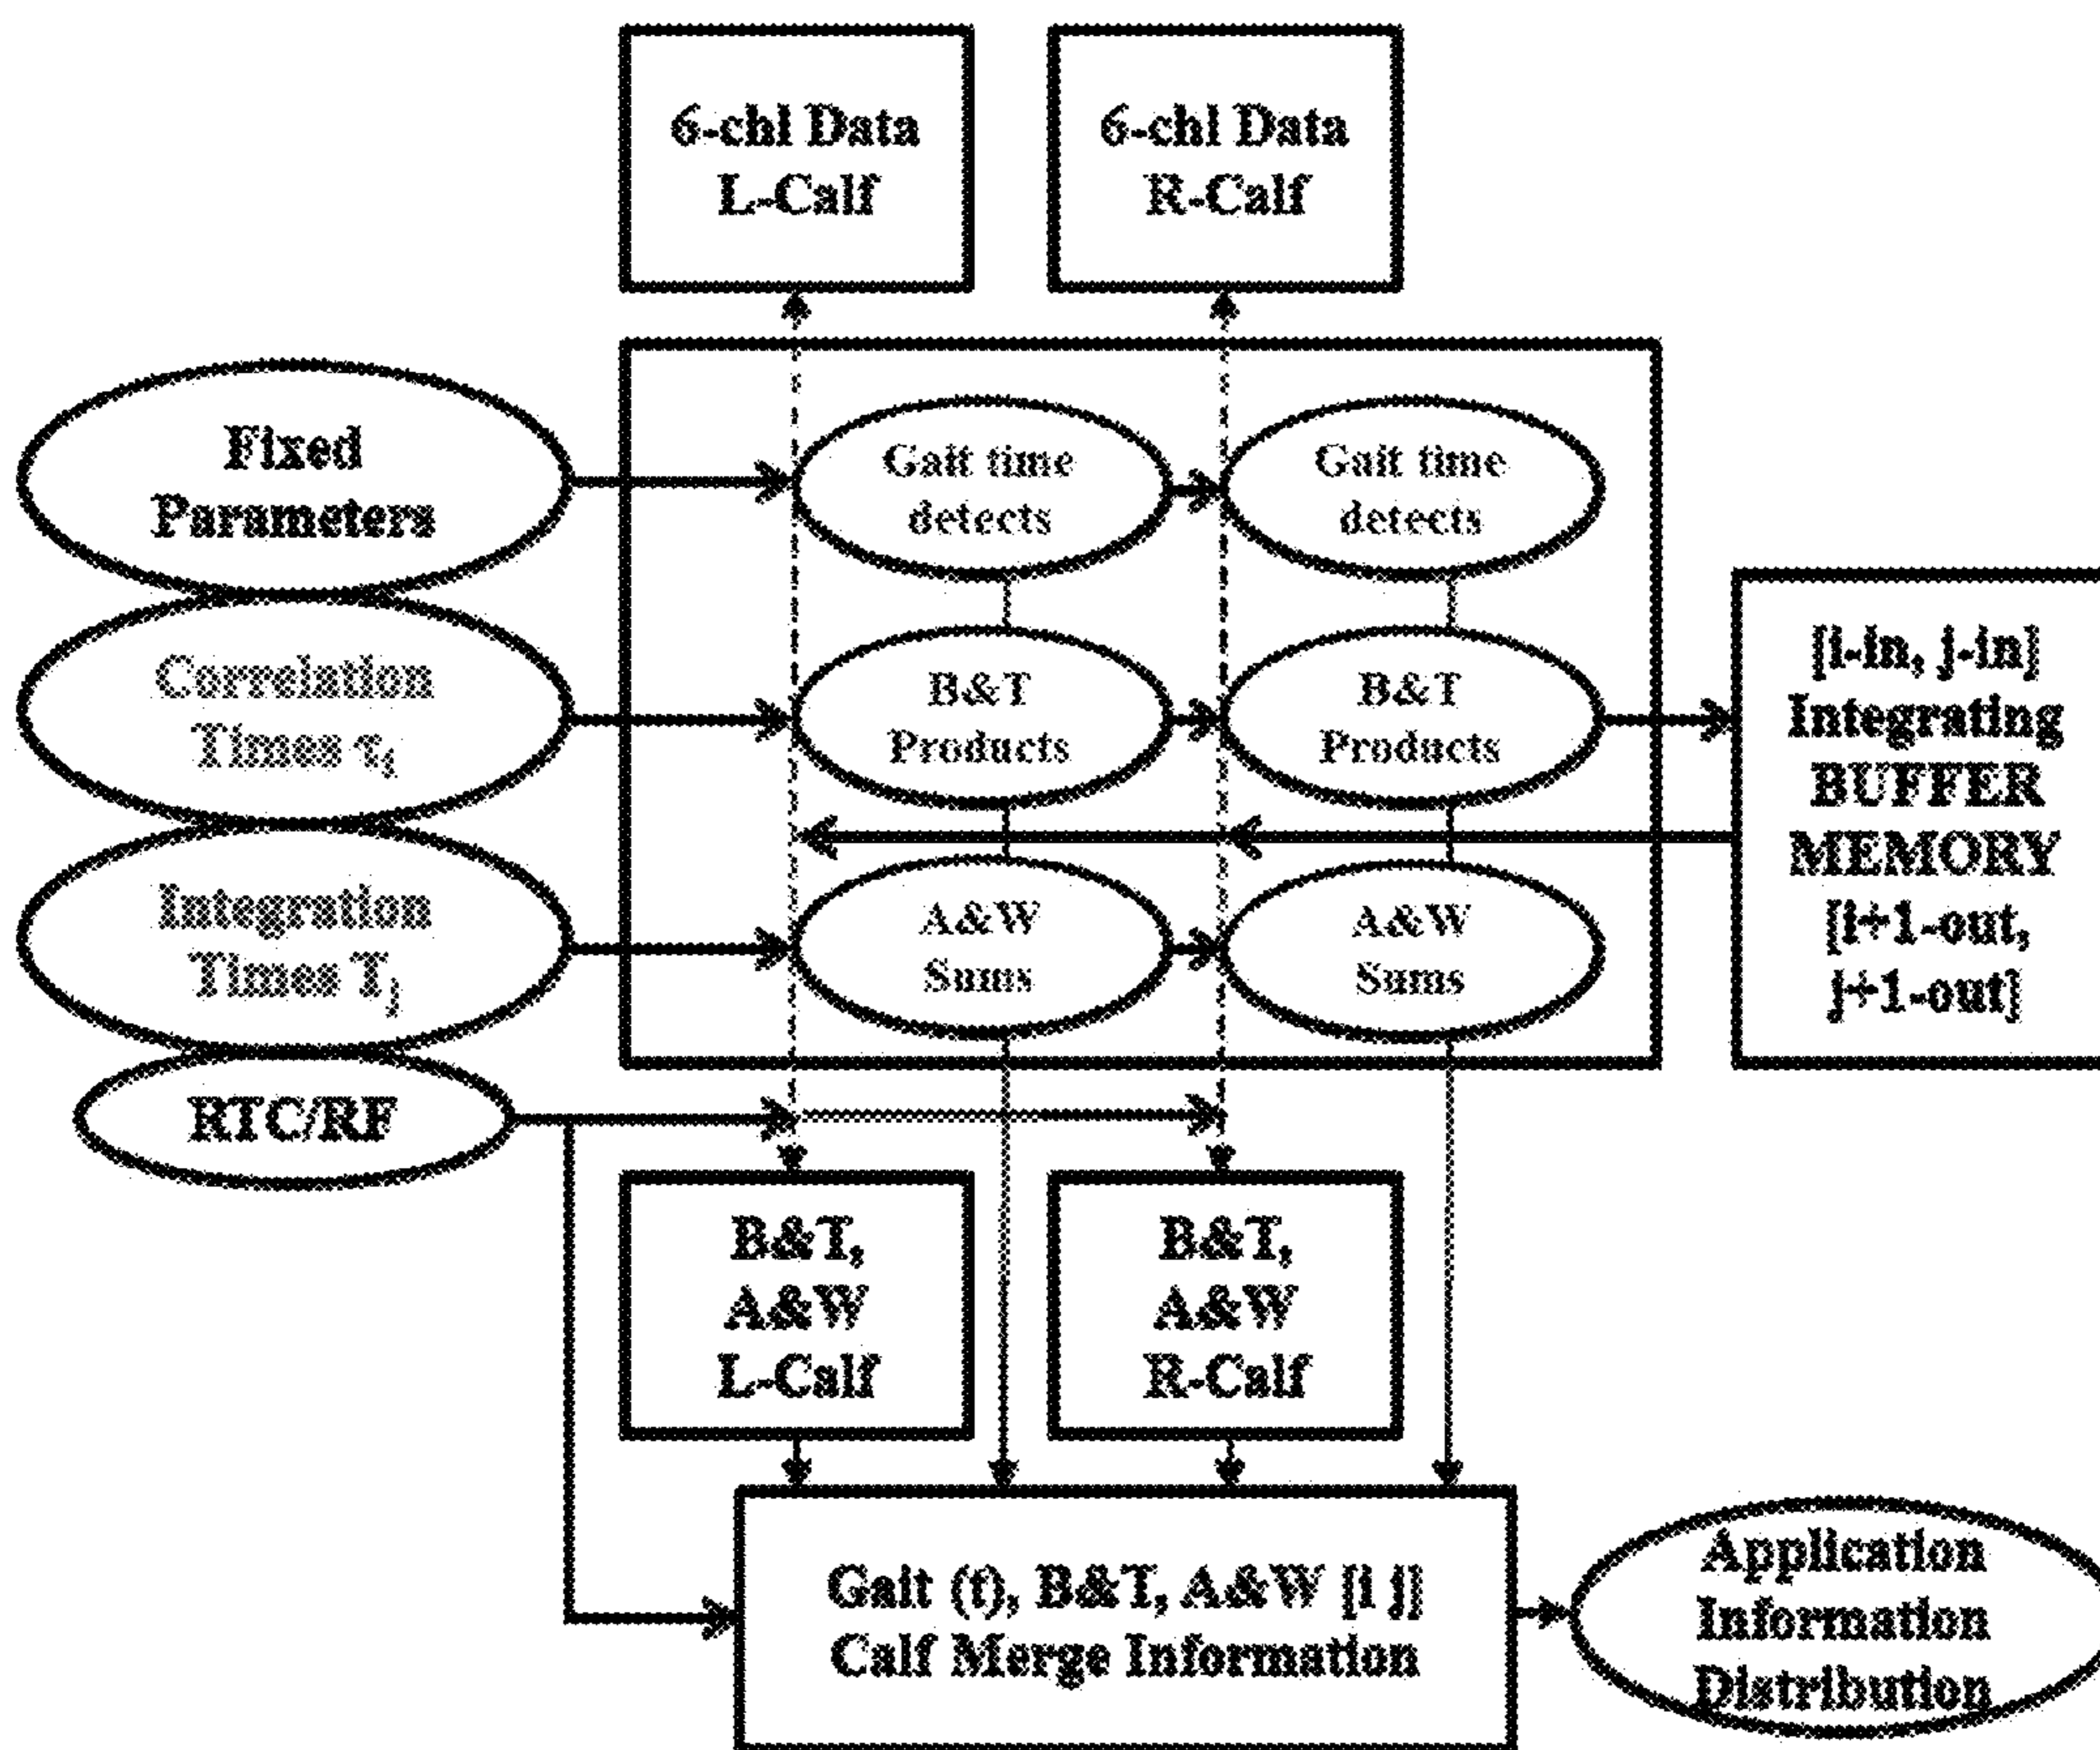 6-chl Data
L-Calf
6-chl Data
R-Calf
Fixed
Parameters
Gait time
detects
Gait time
detects
Correlation
Times τi
B&T
Products
B&T
Products
[i-in, j-in]
Integrating
BUFFER
MEMORY
[i+1-out,
j+1-out]
Integration
Times Tj
A&W
Sums
A&W
Sums
RTC/RF
B&T,
A&W
L-Calf
B&T,
A&W
R-Calf
Gait (t), B&T, A&W [i j]
Calf Merge Information
Application
Information
Distribution